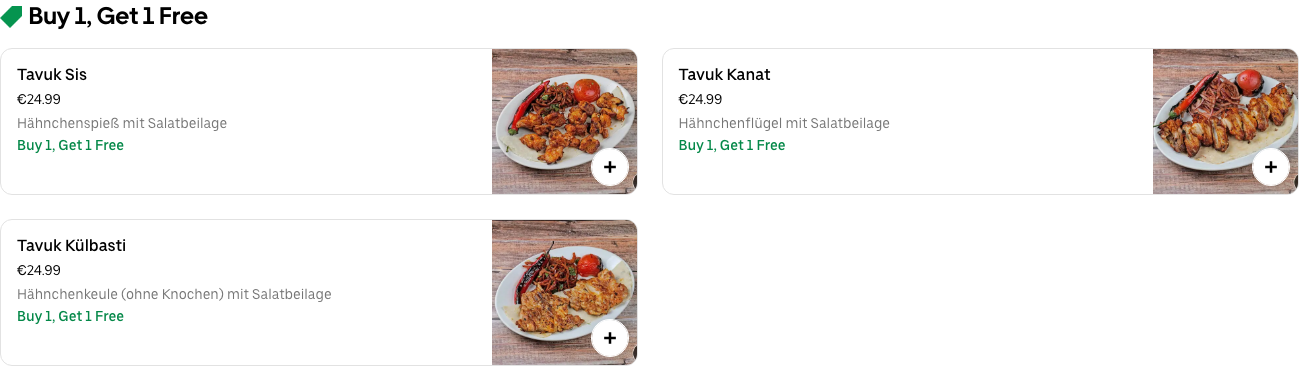 Buy 1, Get 1 Free
Tavuk Sis
€24.99
Hähnchenspieß mit Salatbeilage
Buy 1, Get 1 Free
Tavuk Kanat
€24.99
Hähnchenflügel mit Salatbeilage
Buy 1, Get 1 Free
Tavuk Külbasti
€24.99
Hähnchenkeule (ohne Knochen) mit Salatbeilage
Buy 1, Get 1 Free